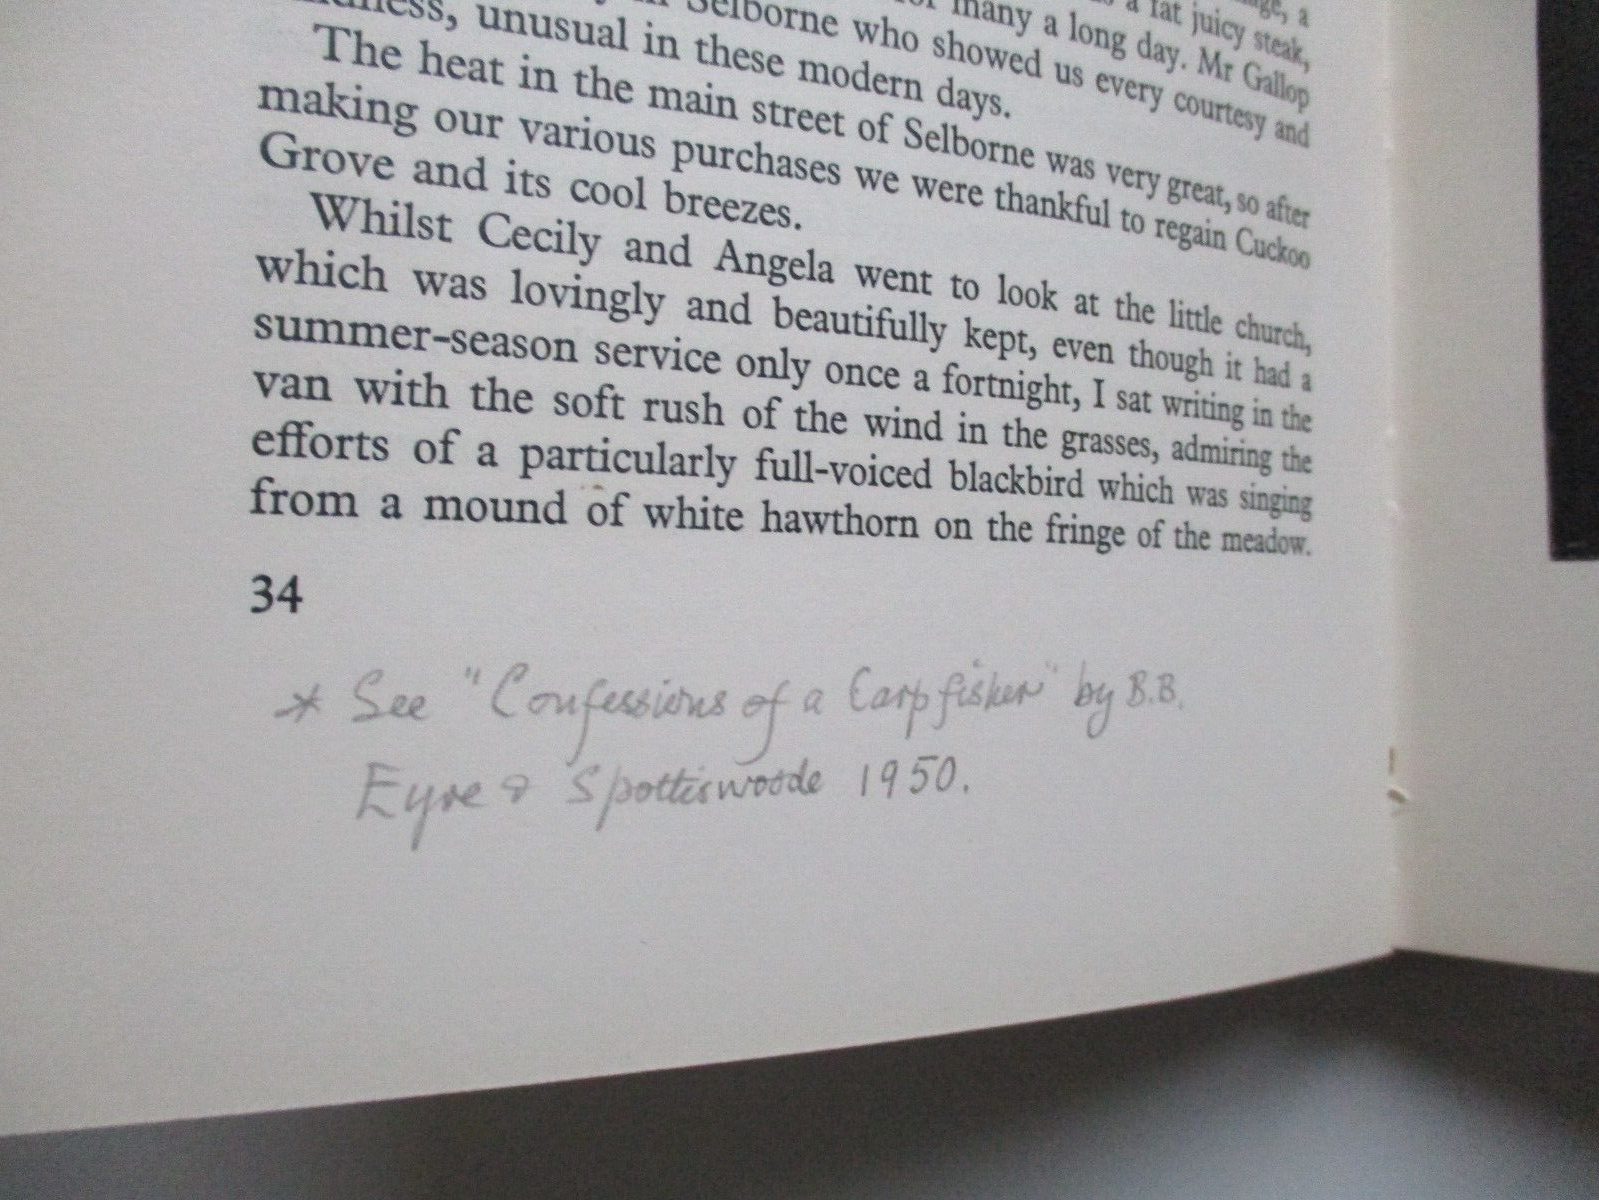 a fat juicy steak,
many a long day. Mr Gallop
in Selborne who showed us every courtesy and
unusual in these modern days.
The heat in the main street of Selborne was very great, so after
making our various purchases we were thankful to regain Cuckoo
Grove and its cool breezes.
Whilst Cecily and Angela went to look at the little church,
which was lovingly and beautifully kept, even though it had a
summer-season service only once a fortnight, I sat writing in the
van with the soft rush of the wind in the grasses, admiring the
efforts of a particularly full-voiced blackbird which was singing
from a mound of white hawthorn on the fringe of the meadow.
34
* See "Confessions of a Carp fisher" by B.B.
Eyre & Spottiswoode 1950.